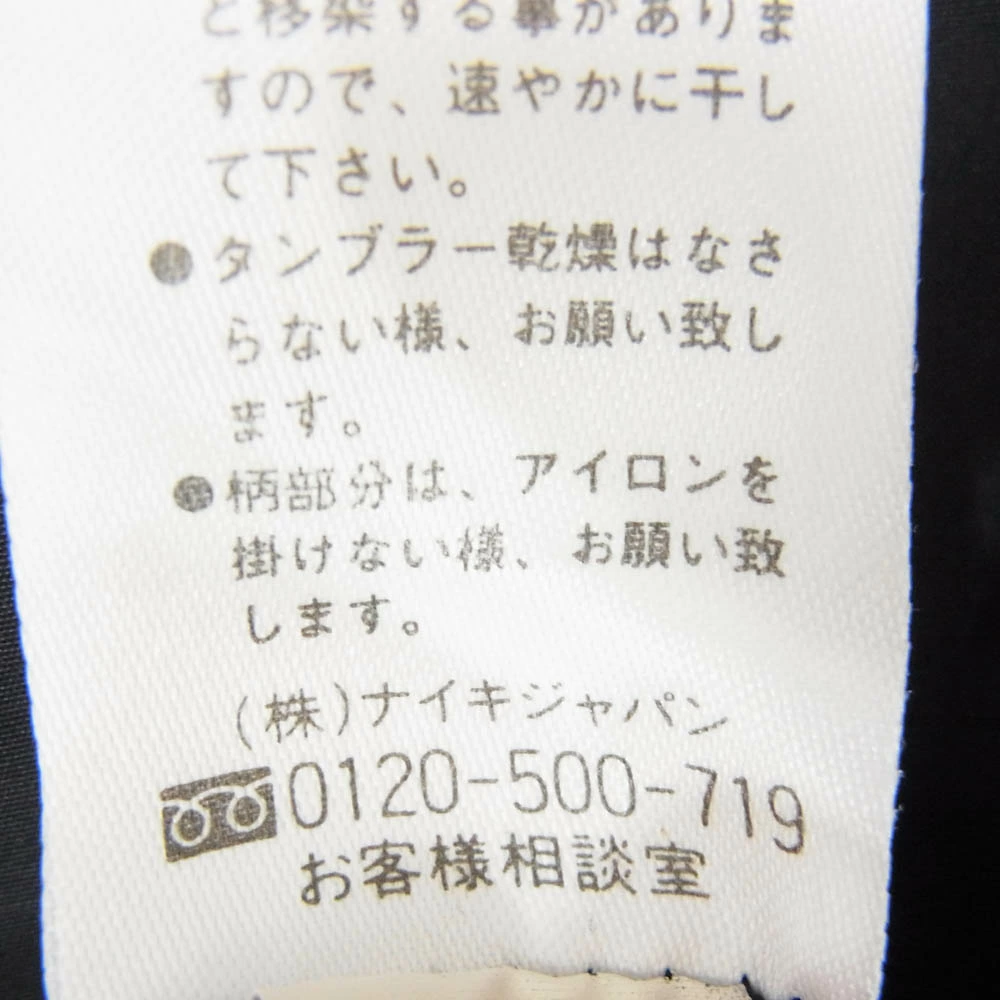 と移染する事がありま
すので、速やかに干し
て下さい。
●タンブラー乾燥はなさ
らない様、お願い致し
ます。
●柄部分は、アイロンを
掛けない様、お願い致
します。
(株)ナイキジャパン
0120-500-719
お客様相談室